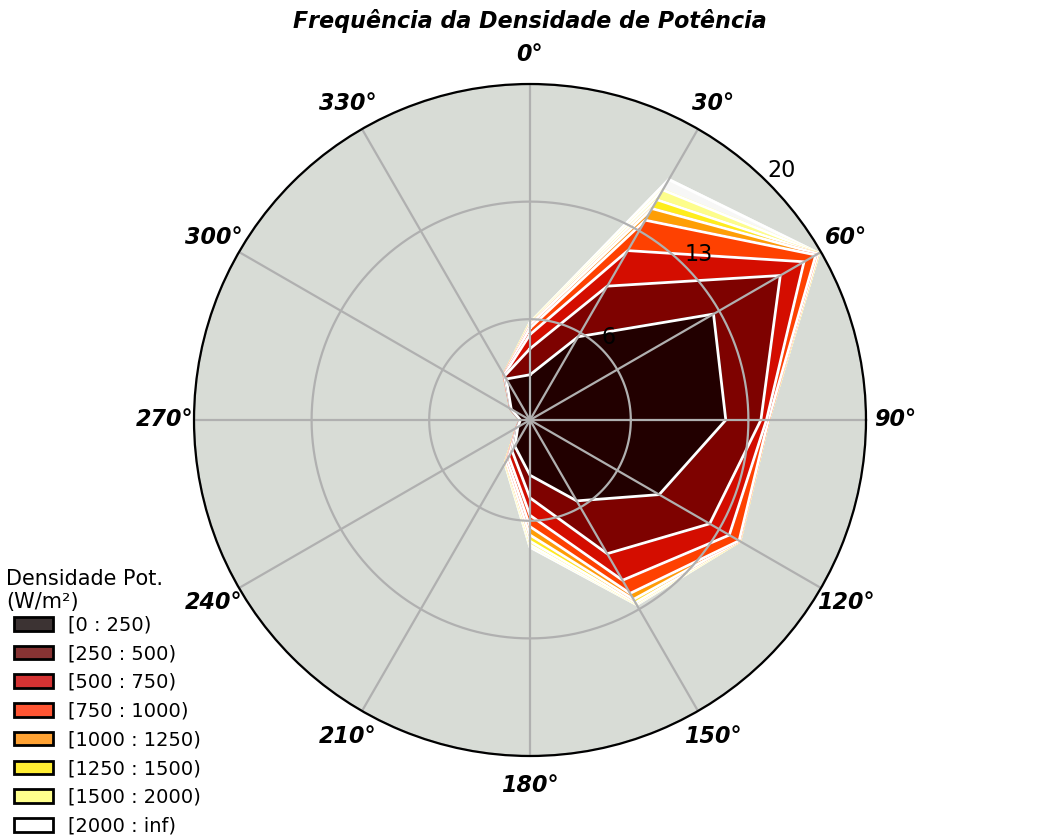 Frequência da Densidade de Potência
0°
330°
30°
20
300°
60°
13
6
270°
90°
240°
120°
210°
150°
180°
Densidade Pot.
(W/m²)
[0 : 250)
[250 : 500)
[500 : 750)
[750 : 1000)
[1000 : 1250)
[1250 : 1500)
[1500 : 2000)
[2000 : inf)